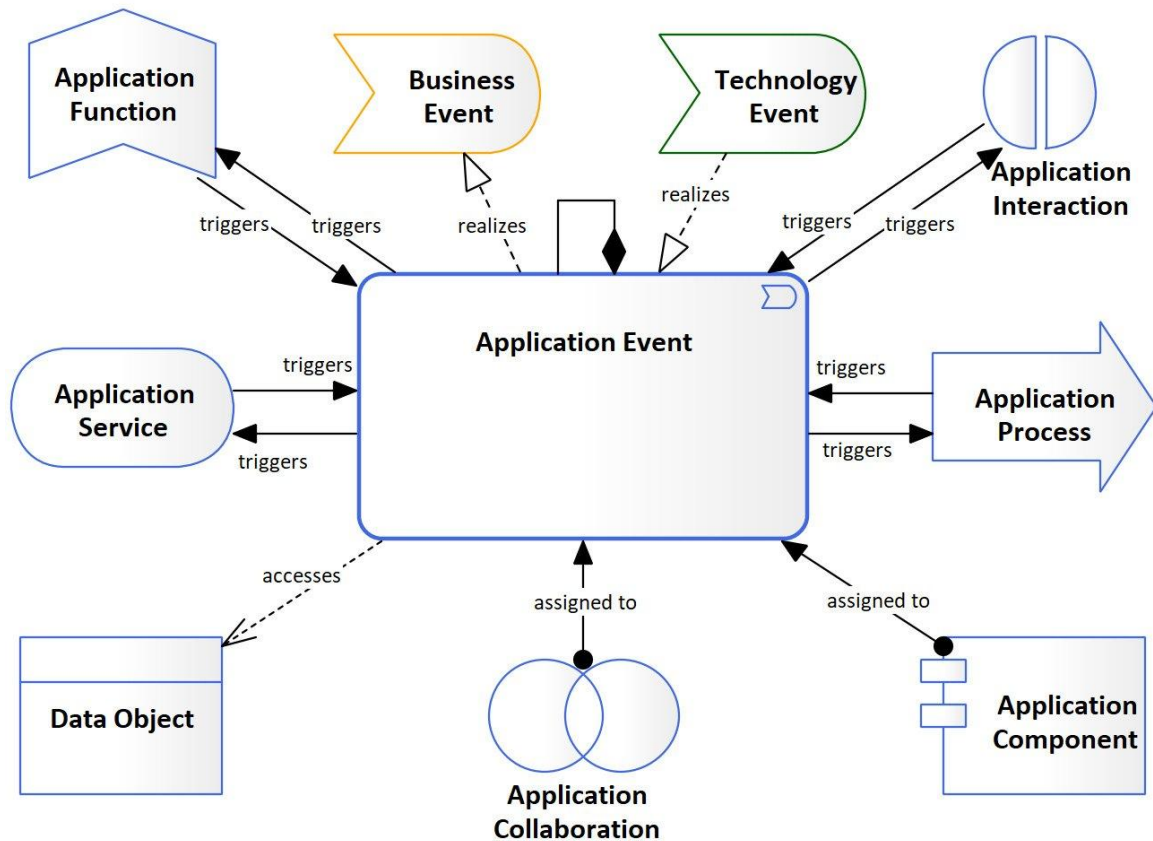 Application
Function
Business
Event
Technology
Event
Application
Interaction
triggers
triggers
realizes
realizes
triggers
triggers
Application Event
Application
Service
triggers
triggers
triggers
triggers
Application
Process
accesses
assigned to
assigned to
Data Object
Application
Collaboration
Application
Component